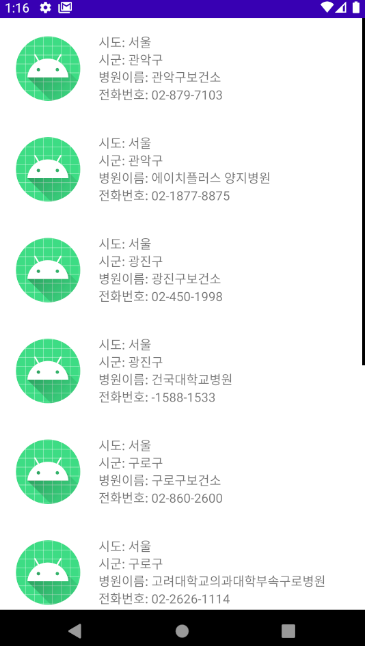 1:16
시도: 서울
시군: 관악구
병원이름: 관악구보건소
전화번호: 02-879-7103
시도: 서울
시군: 관악구
병원이름: 에이치플러스 양지병원
전화번호: 02-1877-8875
시도: 서울
시군: 광진구
병원이름: 광진구보건소
전화번호: 02-450-1998
시도: 서울
시군: 광진구
병원이름: 건국대학교병원
전화번호: -1588-1533
시도: 서울
시군: 구로구
병원이름: 구로구보건소
전화번호: 02-860-2600
시도: 서울
시군: 구로구
병원이름: 고려대학교의과대학부속구로병원
전화번호: 02-2626-1114